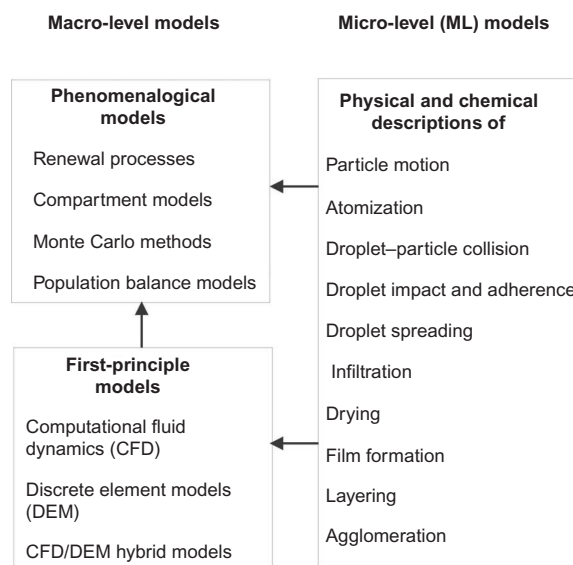 Macro-level models
Micro-level (ML) models
Phenomenalogical
models
Renewal processes
Compartment models
Monte Carlo methods
Population balance models
First-principle
models
Computational fluid
dynamics (CFD)
Discrete element models
(DEM)
CFD/DEM hybrid models
Physical and chemical
descriptions of
Particle motion
Atomization
Droplet–particle collision
Droplet impact and adherence
Droplet spreading
Infiltration
Drying
Film formation
Layering
Agglomeration